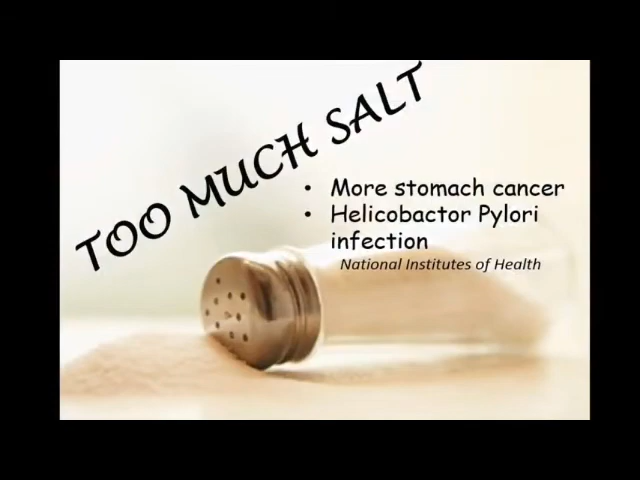 TOO MUCH SALT
• More stomach cancer
• Helicobactor Pylori
infection
National Institutes of Health